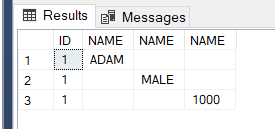 Results Messages
ID NAME NAME NAME
1 1 ADAM
2 1 MALE
3 1 1000